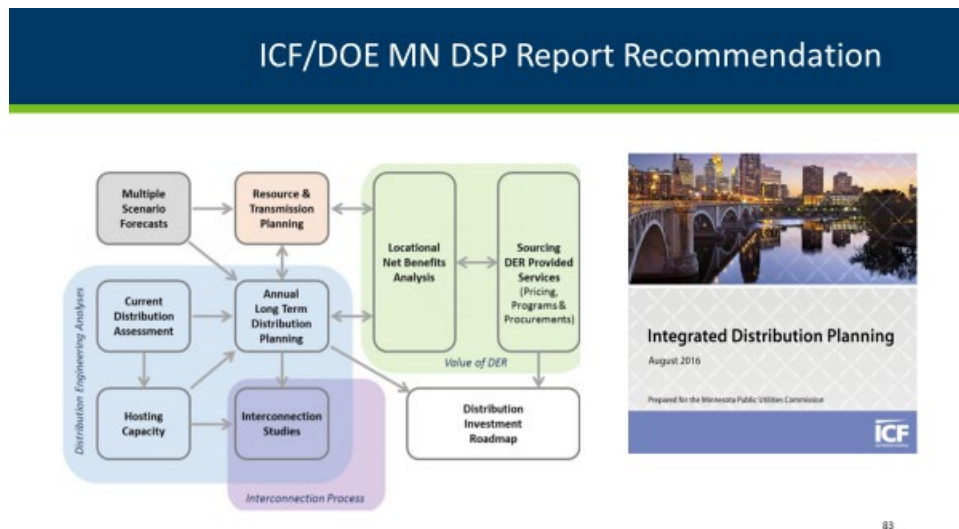 ICF/DOE MN DSP Report Recommendation
Multiple
Scenario
Forecasts
Resource &
Transmission
Planning
Locational
Net Benefits
Analysis
Sourcing
DER Provided
Services
(Pricing,
Programs &
Procurements)
Value of DER
Distribution Engineering Analyses
Current
Distribution
Assessment
Annual
Long Term
Distribution
Planning
Hosting
Capacity
Interconnection
Studies
Interconnection Process
Distribution
Investment
Roadmap
Integrated Distribution Planning
August 2016
Prepared for the Minnesota Public Utilities Commission
ICF
83